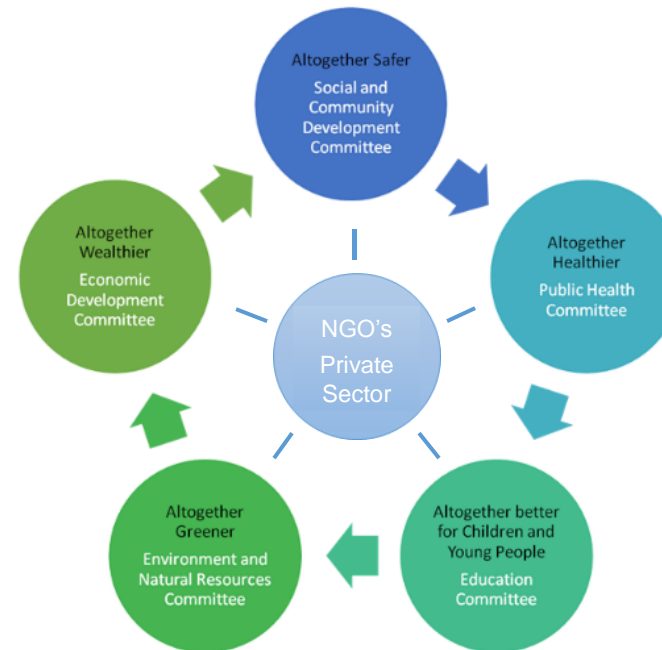 Altogether Safer
Social and
Community
Development
Committee
Altogether
Healthier
Public Health
Committee
Altogether better
for Children and
Young People
Education
Committee
Altogether
Greener
Environment and
Natural Resources
Committee
Altogether
Wealthier
Economic
Development
Committee
NGO's
Private
Sector